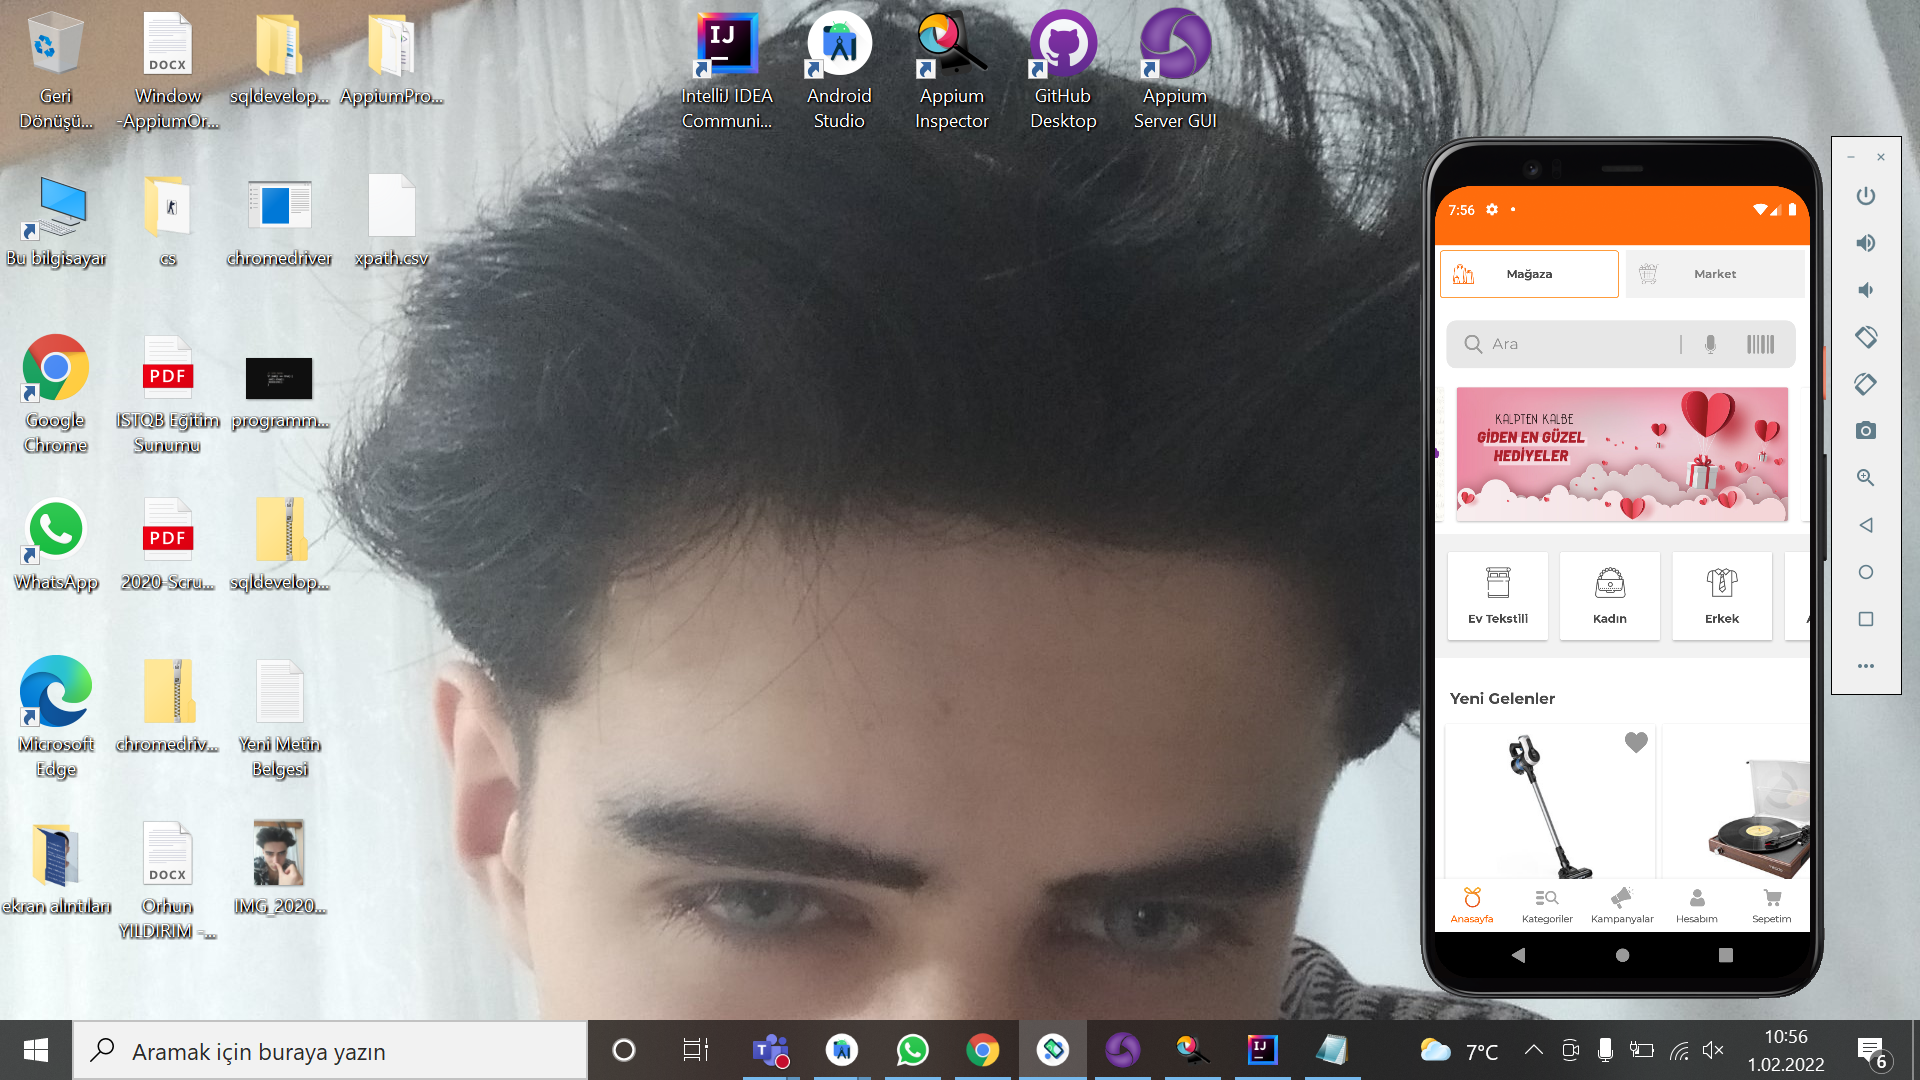 Geri
Dönüşü...
DOCX
Window
-AppiumOr...
sqldevelop...
AppiumPro...
Bu bilgisayar
cs
chromedriver
xpath.csv
Google
Chrome
PDF
ISTQB Eğitim
Sunumu
programm...
WhatsApp
PDF
2020-Scru...
sqldevelop...
Microsoft
Edge
chromedriv...
Yeni Metin
Belgesi
ekran alıntıları
DOCX
Orhun
YILDIRIM -...
IMG_2020...
IJ
IntelliJ IDEA
Communi...
Android
Studio
Appium
Inspector
GitHub
Desktop
Appium
Server GUI
7:56
Mağaza
Market
Ara
KALPTEN KALBE
GİDEN EN GÜZEL
HEDİYELER
Ev Tekstili
Kadın
Erkek
Yeni Gelenler
Anasayfa
Kategoriler
Kampanyalar
Hesabım
Sepetim
Aramak için buraya yazın
T
IJ
7°C
10:56
1.02.2022
6